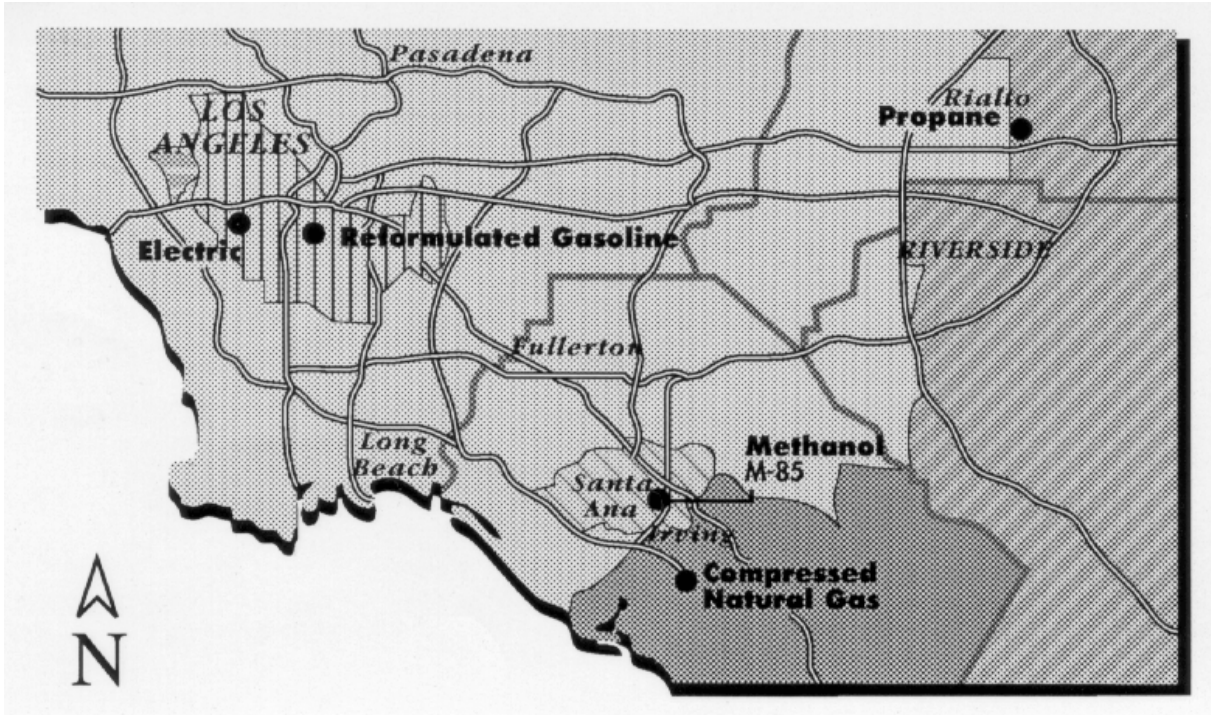 Pasadena
LOS
ANGELES
Rialto
Propane
Electric
Reformulated Gasoline
RIVERSIDE
Fullerton
Long
Beach
Methanol
M-85
Santa
Ana
Irving
Compressed
Natural Gas
N